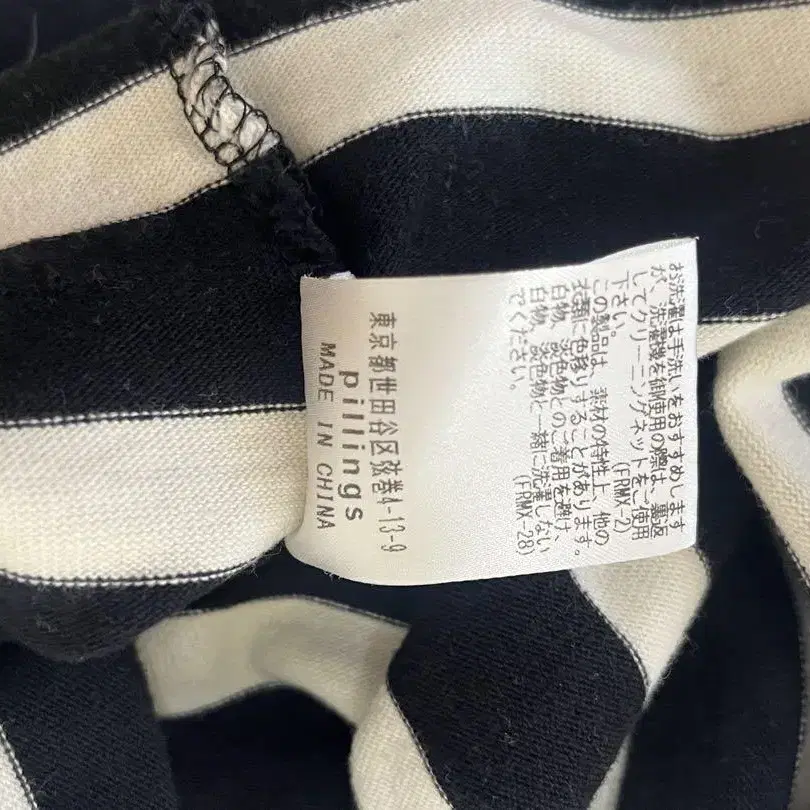 お洗濯は手洗いをおすすめします
が、洗濯機を御使用の際は、裏返
してクリーニングネットをご使用
下さい。 (FRMX-2)
この製品は、素材の特性上、他の
衣類に色移りすることがあります。
白物、淡色物とのご着用を避け、
白物、淡色物と一緒に洗濯しない
でください。 (FRMX-28)
東京都世田谷区弦巻4-13-9
pillings
MADE IN CHINA